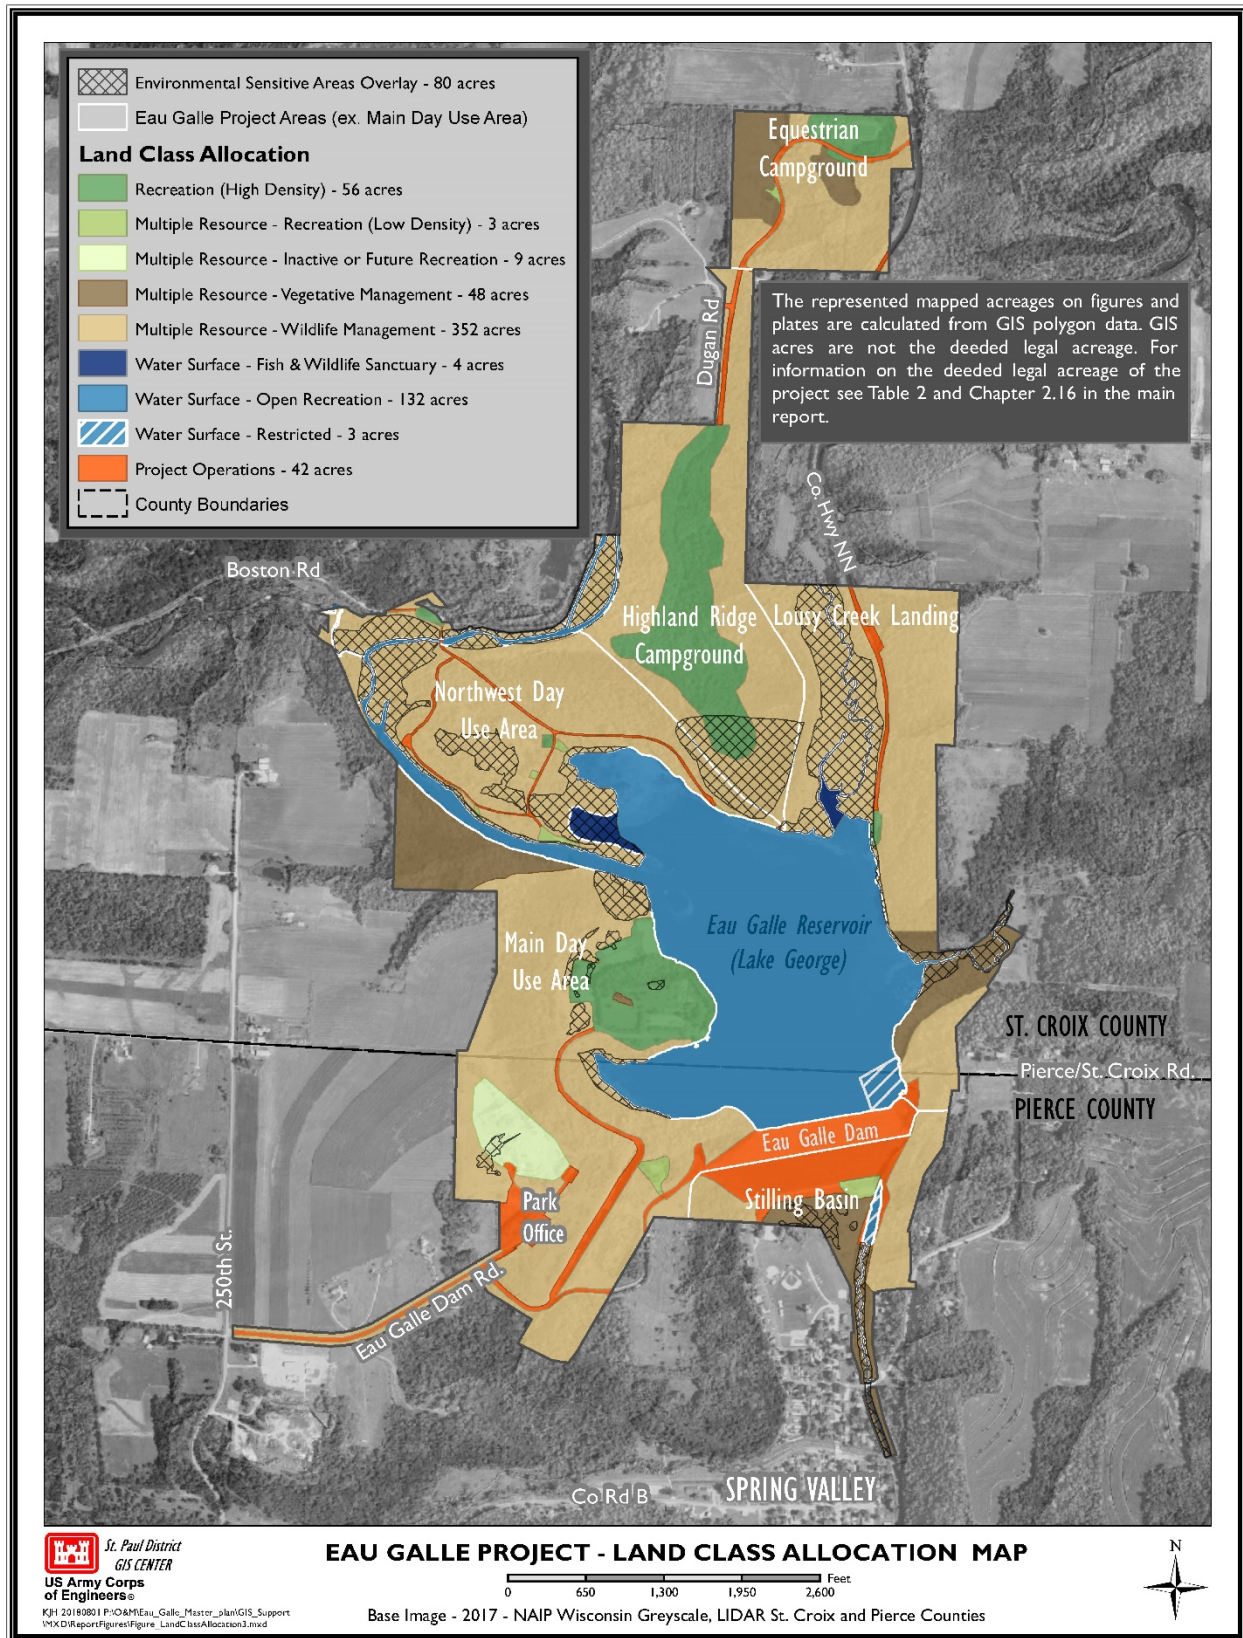 Environmental Sensitive Areas Overlay - 80 acres
Eau Galle Project Areas (ex. Main Day Use Area)
Land Class Allocation
Recreation (High Density) - 56 acres
Multiple Resource - Recreation (Low Density) - 3 acres
Multiple Resource - Inactive or Future Recreation - 9 acres
Multiple Resource - Vegetative Management - 48 acres
Multiple Resource - Wildlife Management - 352 acres
Water Surface - Fish & Wildlife Sanctuary - 4 acres
Water Surface - Open Recreation - 132 acres
Water Surface - Restricted - 3 acres
Project Operations - 42 acres
County Boundaries
Equestrian
Campground
The represented mapped acreages on figures and
plates are calculated from GIS polygon data. GIS
acres are not the deeded legal acreage. For
information on the deeded legal acreage of the
project see Table 2 and Chapter 2.16 in the main
report.
Dugan Rd
Co. Hwy NN
Boston Rd
Highland Ridge
Campground
Lousy Creek Landing
Northwest Day
Use Area
Eau Galle Reservoir
(Lake George)
Main Day
Use Area
ST. CROIX COUNTY
Pierce/St. Croix Rd.
PIERCE COUNTY
Eau Galle Dam
Stilling Basin
Park
Office
250th St.
Eau Galle Dam Rd.
Co Rd B
SPRING VALLEY
St. Paul District
GIS CENTER
US Army Corps
of Engineers®
KJH 20180801 P:\O&M\Eau_Galle_Master_plan\GIS_Support
\MXD\ReportFigures\Figure_LandClassAllocation3.mxd
EAU GALLE PROJECT - LAND CLASS ALLOCATION MAP
Feet
0 650 1,300 1,950 2,600
Base Image - 2017 - NAIP Wisconsin Greyscale, LIDAR St. Croix and Pierce Counties
N